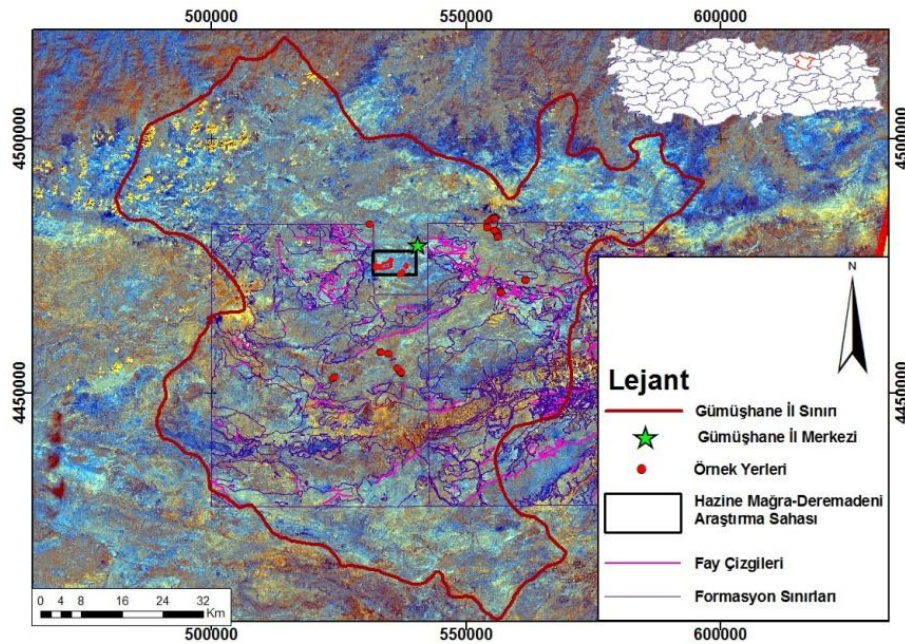 500000 550000 600000
4500000 4500000
4450000 4450000
N
Lejant
Gümüşhane İl Sınırı
Gümüşhane İl Merkezi
Örnek Yerleri
Hazine Mağra-Deremadeni
Araştırma Sahası
Fay Çizgileri
Formasyon Sınırları
0 4 8 16 24 32
Km
500000 550000 600000